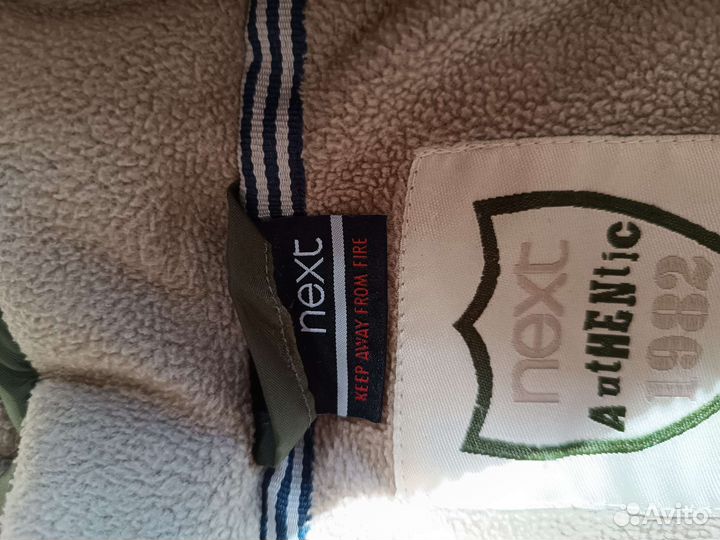 next
KEEP AWAY FROM FIRE
next
AutHENtic
1982
Avito